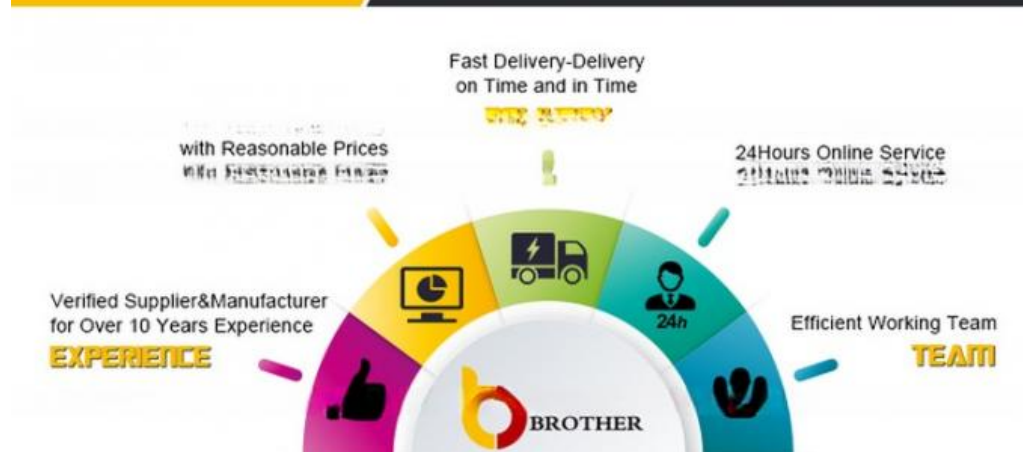 Fast Delivery-Delivery
on Time and in Time
with Reasonable Prices
24Hours Online Service
Verified Supplier&Manufacturer
for Over 10 Years Experience
EXPERIENCE
24h
Efficient Working Team
TEAM
BROTHER